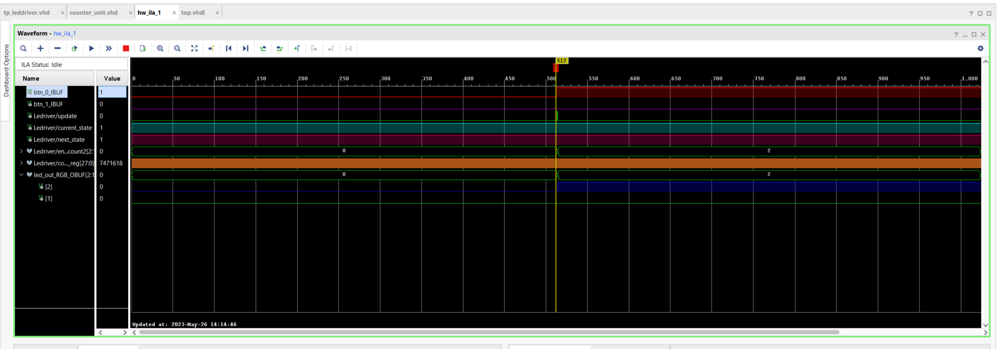 tp_leddriver.vhd × counter_unit.vhd × hw_ila_1 × top.vhdl × ?
Dashboard Options
Waveform - hw_ila_1 ?
ILA Status: Idle 512
Name Value 0 50 100 150 200 250 300 350 400 450 500 550 600 650 700 750 800 850 900 950 1,000
btn_0_IBUF 1
btn_1_IBUF 0
Ledriver/update 0
Ledriver/current_state 1
Ledriver/next_state 1
Ledriver/en...count2[2: 0 0 2
Ledriver/co..._reg[27:0] 7471618
led_out_RGB_OBUF[2:1 0 0 2
[2] 0
[1] 0
Updated at: 2023-May-26 14:14:46